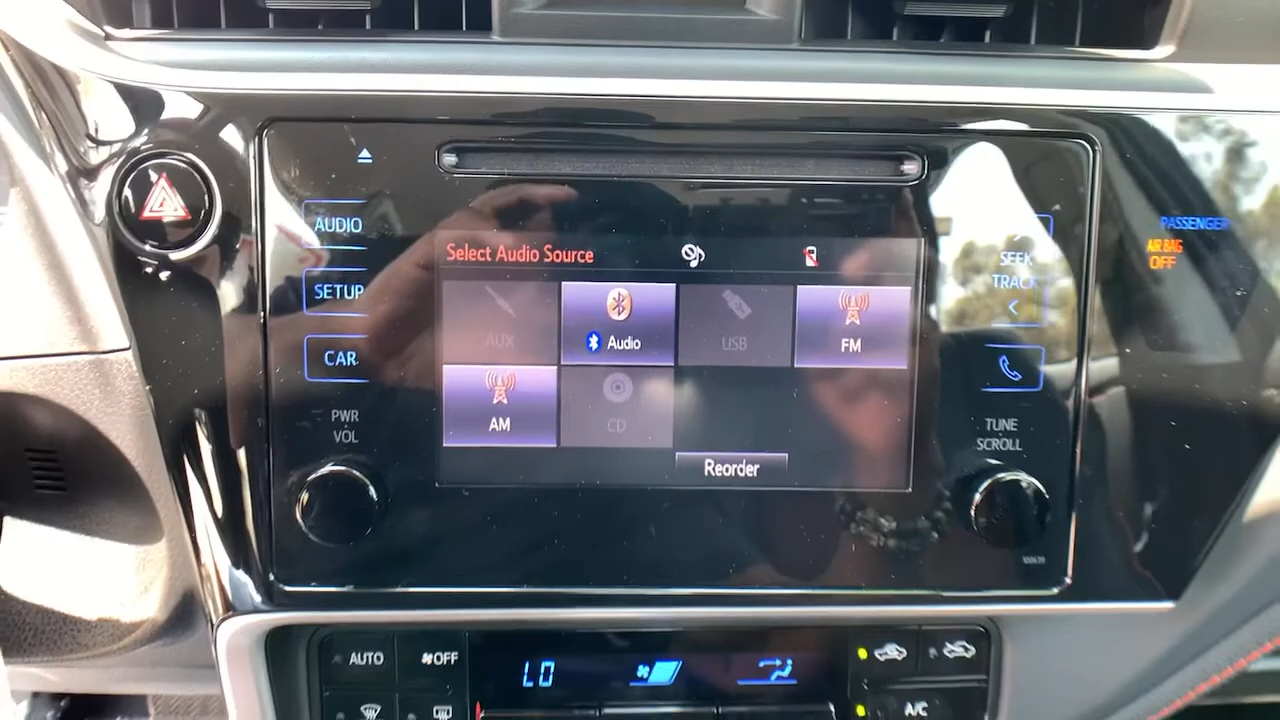 AUDIO
SETUP
CAR
PWR
VOL
Select Audio Source
AUX
Audio
USB
FM
AM
CD
Reorder
SEEK
TRACK
<
TUNE
SCROLL
PASSENGER
AIR BAG
OFF
AUTO
OFF
LO
A/C